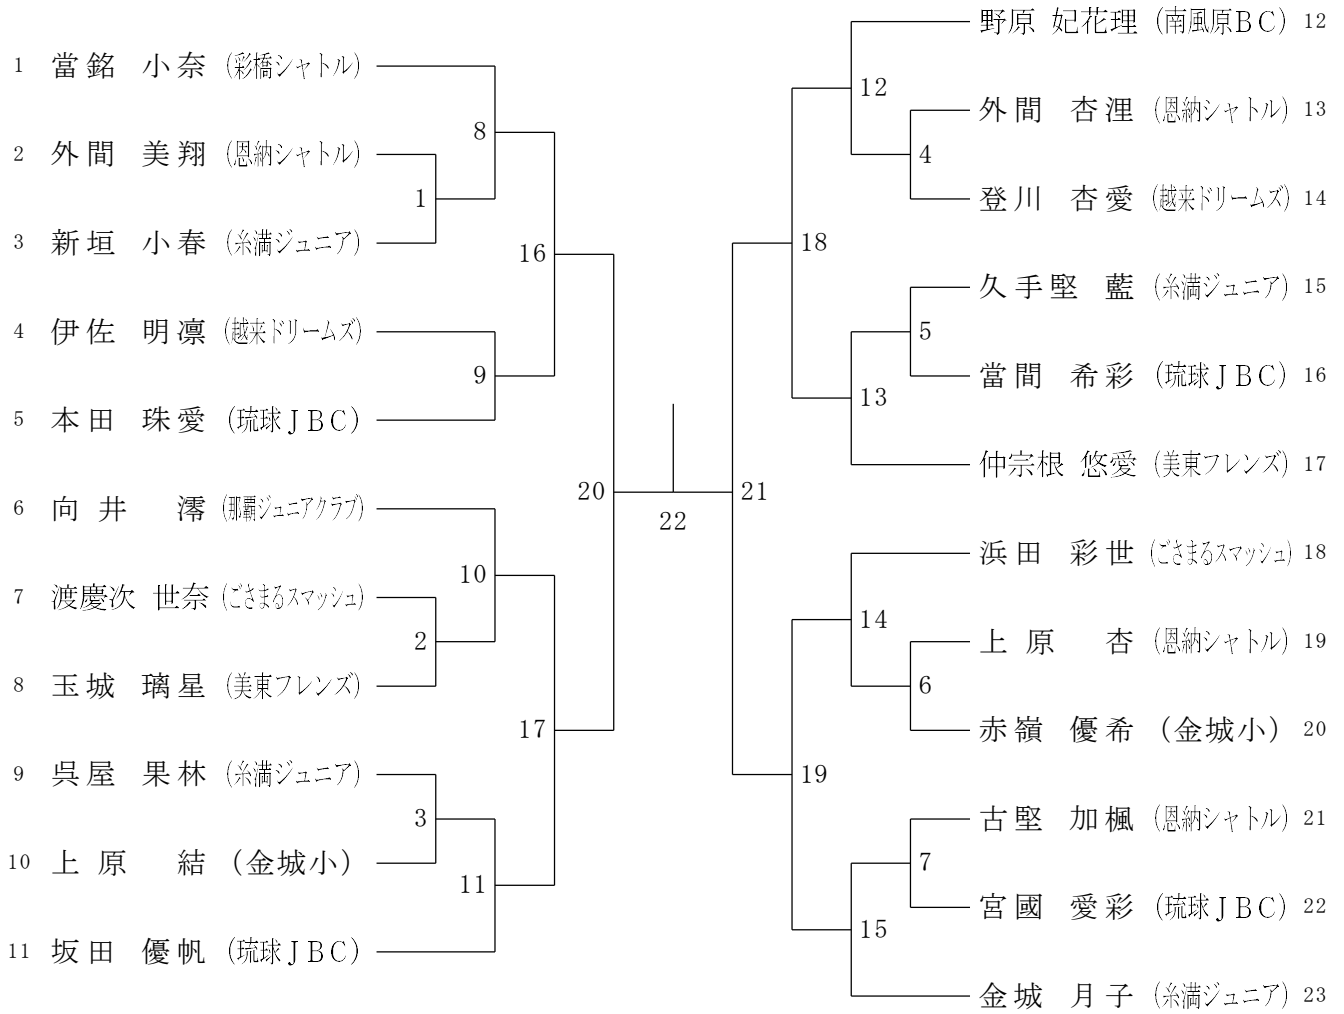 1 當銘 小奈 (彩橋シャトル)
2 外間 美翔 (恩納シャトル)
3 新垣 小春 (糸満ジュニア)
4 伊佐 明凛 (越来ドリームズ)
5 本田 珠愛 (琉球JBC)
6 向井 澪 (那覇ジュニアクラブ)
7 渡慶次 世奈 (ごさまるスマッシュ)
8 玉城 璃星 (美東フレンズ)
9 呉屋 果林 (糸満ジュニア)
10 上原 結 (金城小)
11 坂田 優帆 (琉球JBC)
8
1
16
9
20
10
2
17
3
11
22
21
12
4
18
5
13
14
6
19
7
15
野原 妃花理 (南風原BC) 12
外間 杏浬 (恩納シャトル) 13
登川 杏愛 (越来ドリームズ) 14
久手堅 藍 (糸満ジュニア) 15
當間 希彩 (琉球JBC) 16
仲宗根 悠愛 (美東フレンズ) 17
浜田 彩世 (ごさまるスマッシュ) 18
上原 杏 (恩納シャトル) 19
赤嶺 優希 (金城小) 20
古堅 加楓 (恩納シャトル) 21
宮國 愛彩 (琉球JBC) 22
金城 月子 (糸満ジュニア) 23